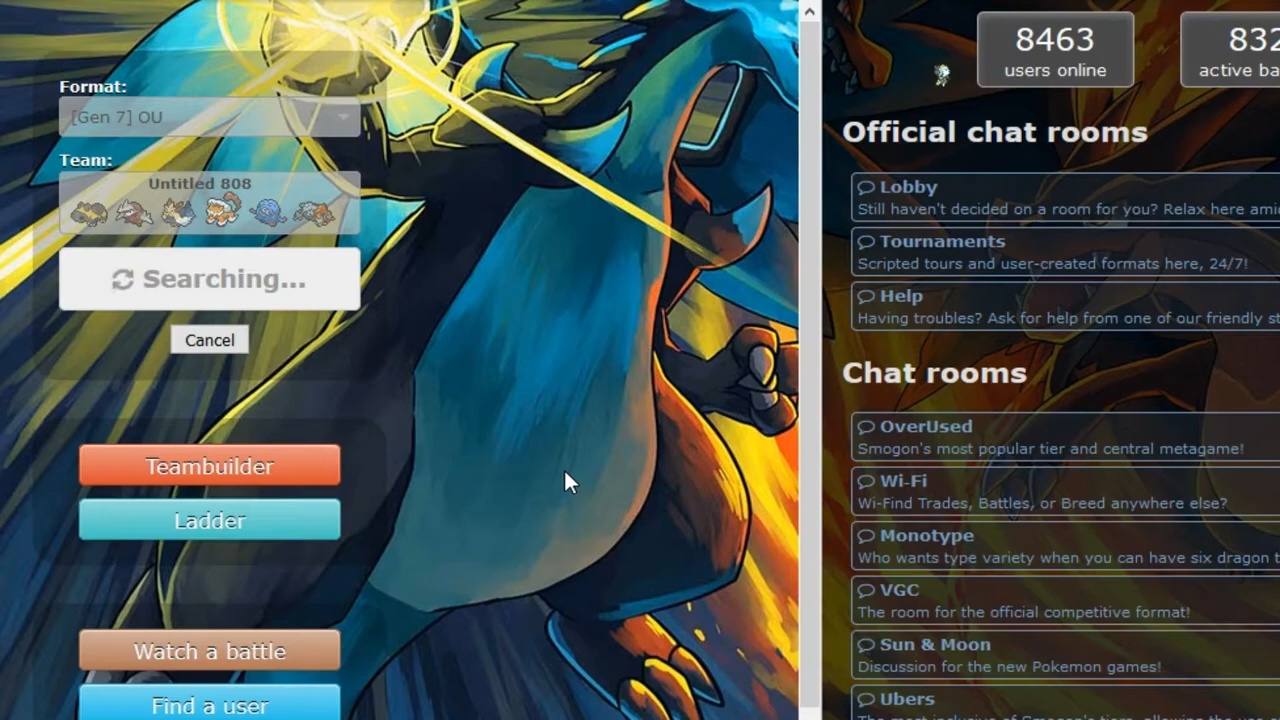 Format:
[Gen 7] OU
Team:
Untitled 808
Searching...
Cancel
Teambuilder
Ladder
Watch a battle
Find a user
8463
users online
832
active ba
Official chat rooms
Lobby
Still haven't decided on a room for you? Relax here ami
Tournaments
Scripted tours and user-created formats here, 24/7!
Help
Having troubles? Ask for help from one of our friendly st
Chat rooms
OverUsed
Smogon's most popular tier and central metagame!
Wi-Fi
Wi-Find Trades, Battles, or Breed anywhere else?
Monotype
Who wants type variety when you can have six dragon t
VGC
The room for the official competitive format!
Sun & Moon
Discussion for the new Pokemon games!
Ubers